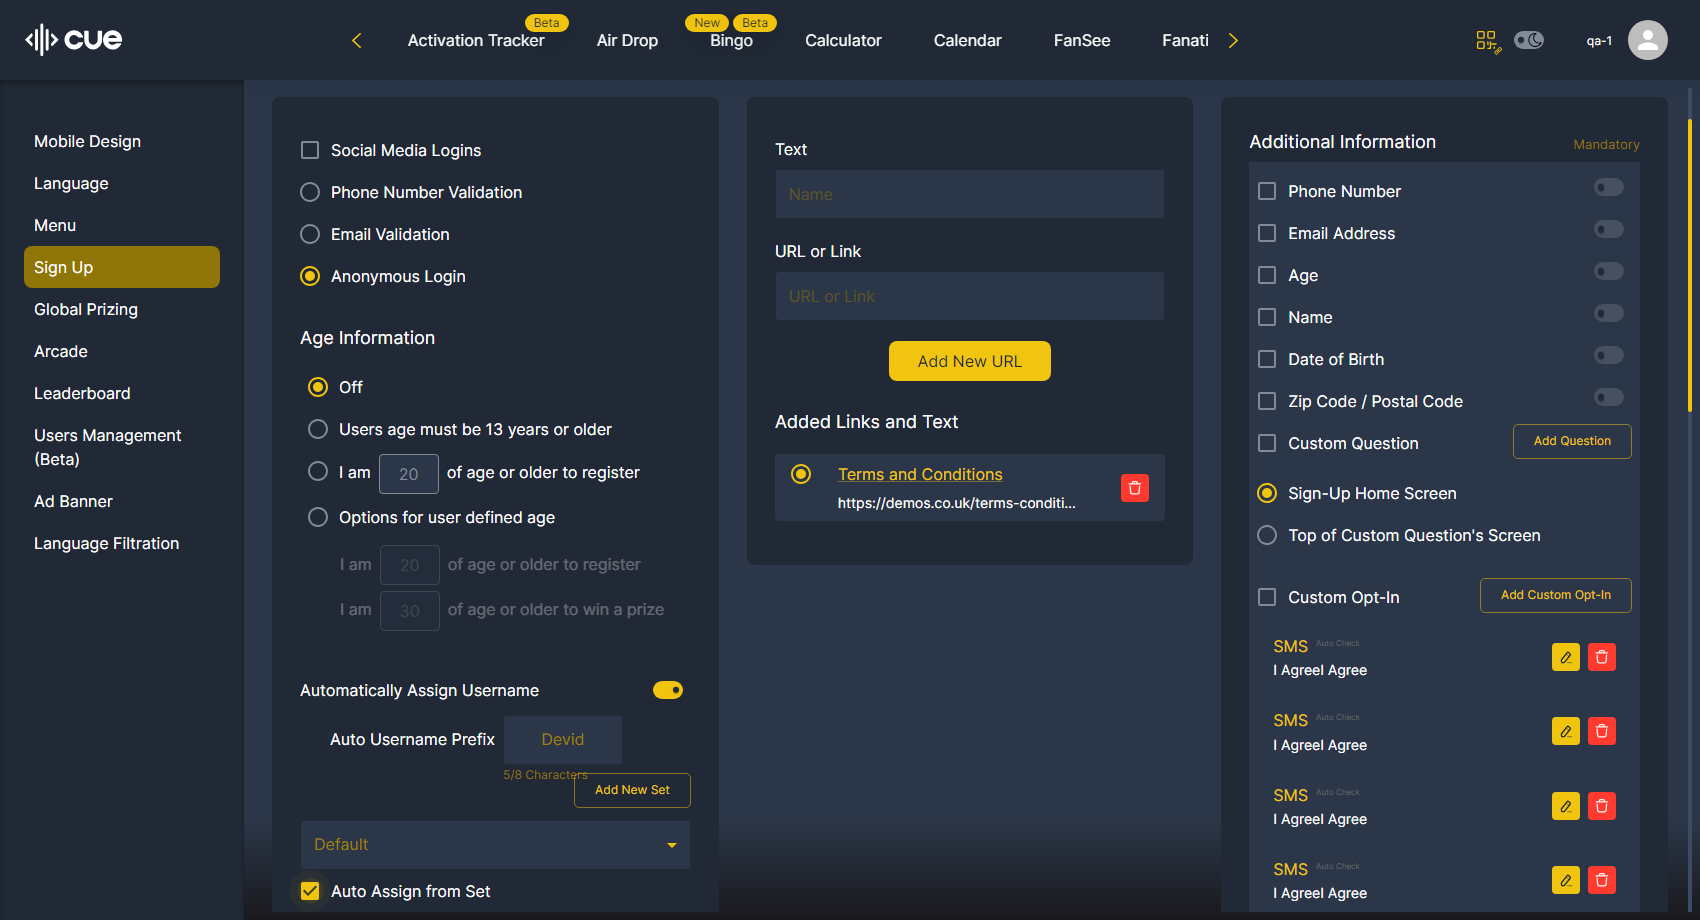 cue
Activation Tracker
Beta
Air Drop
New
Beta
Bingo
Calculator
Calendar
FanSee
Fanati
qa-1
Mobile Design
Language
Menu
Sign Up
Global Prizing
Arcade
Leaderboard
Users Management
(Beta)
Ad Banner
Language Filtration
Social Media Logins
Phone Number Validation
Email Validation
Anonymous Login
Age Information
Off
Users age must be 13 years or older
I am 20 of age or older to register
Options for user defined age
I am 20 of age or older to register
I am 30 of age or older to win a prize
Automatically Assign Username
Auto Username Prefix Devid
5/8 Characters
Add New Set
Default
Auto Assign from Set
Text
Name
URL or Link
URL or Link
Add New URL
Added Links and Text
Terms and Conditions
https://demos.co.uk/terms-conditi...
Additional Information
Mandatory
Phone Number
Email Address
Age
Name
Date of Birth
Zip Code / Postal Code
Custom Question
Add Question
Sign-Up Home Screen
Top of Custom Question's Screen
Custom Opt-In
Add Custom Opt-In
SMS Auto Check
I AgreeI Agree
SMS Auto Check
I AgreeI Agree
SMS Auto Check
I AgreeI Agree
SMS Auto Check
I AgreeI Agree